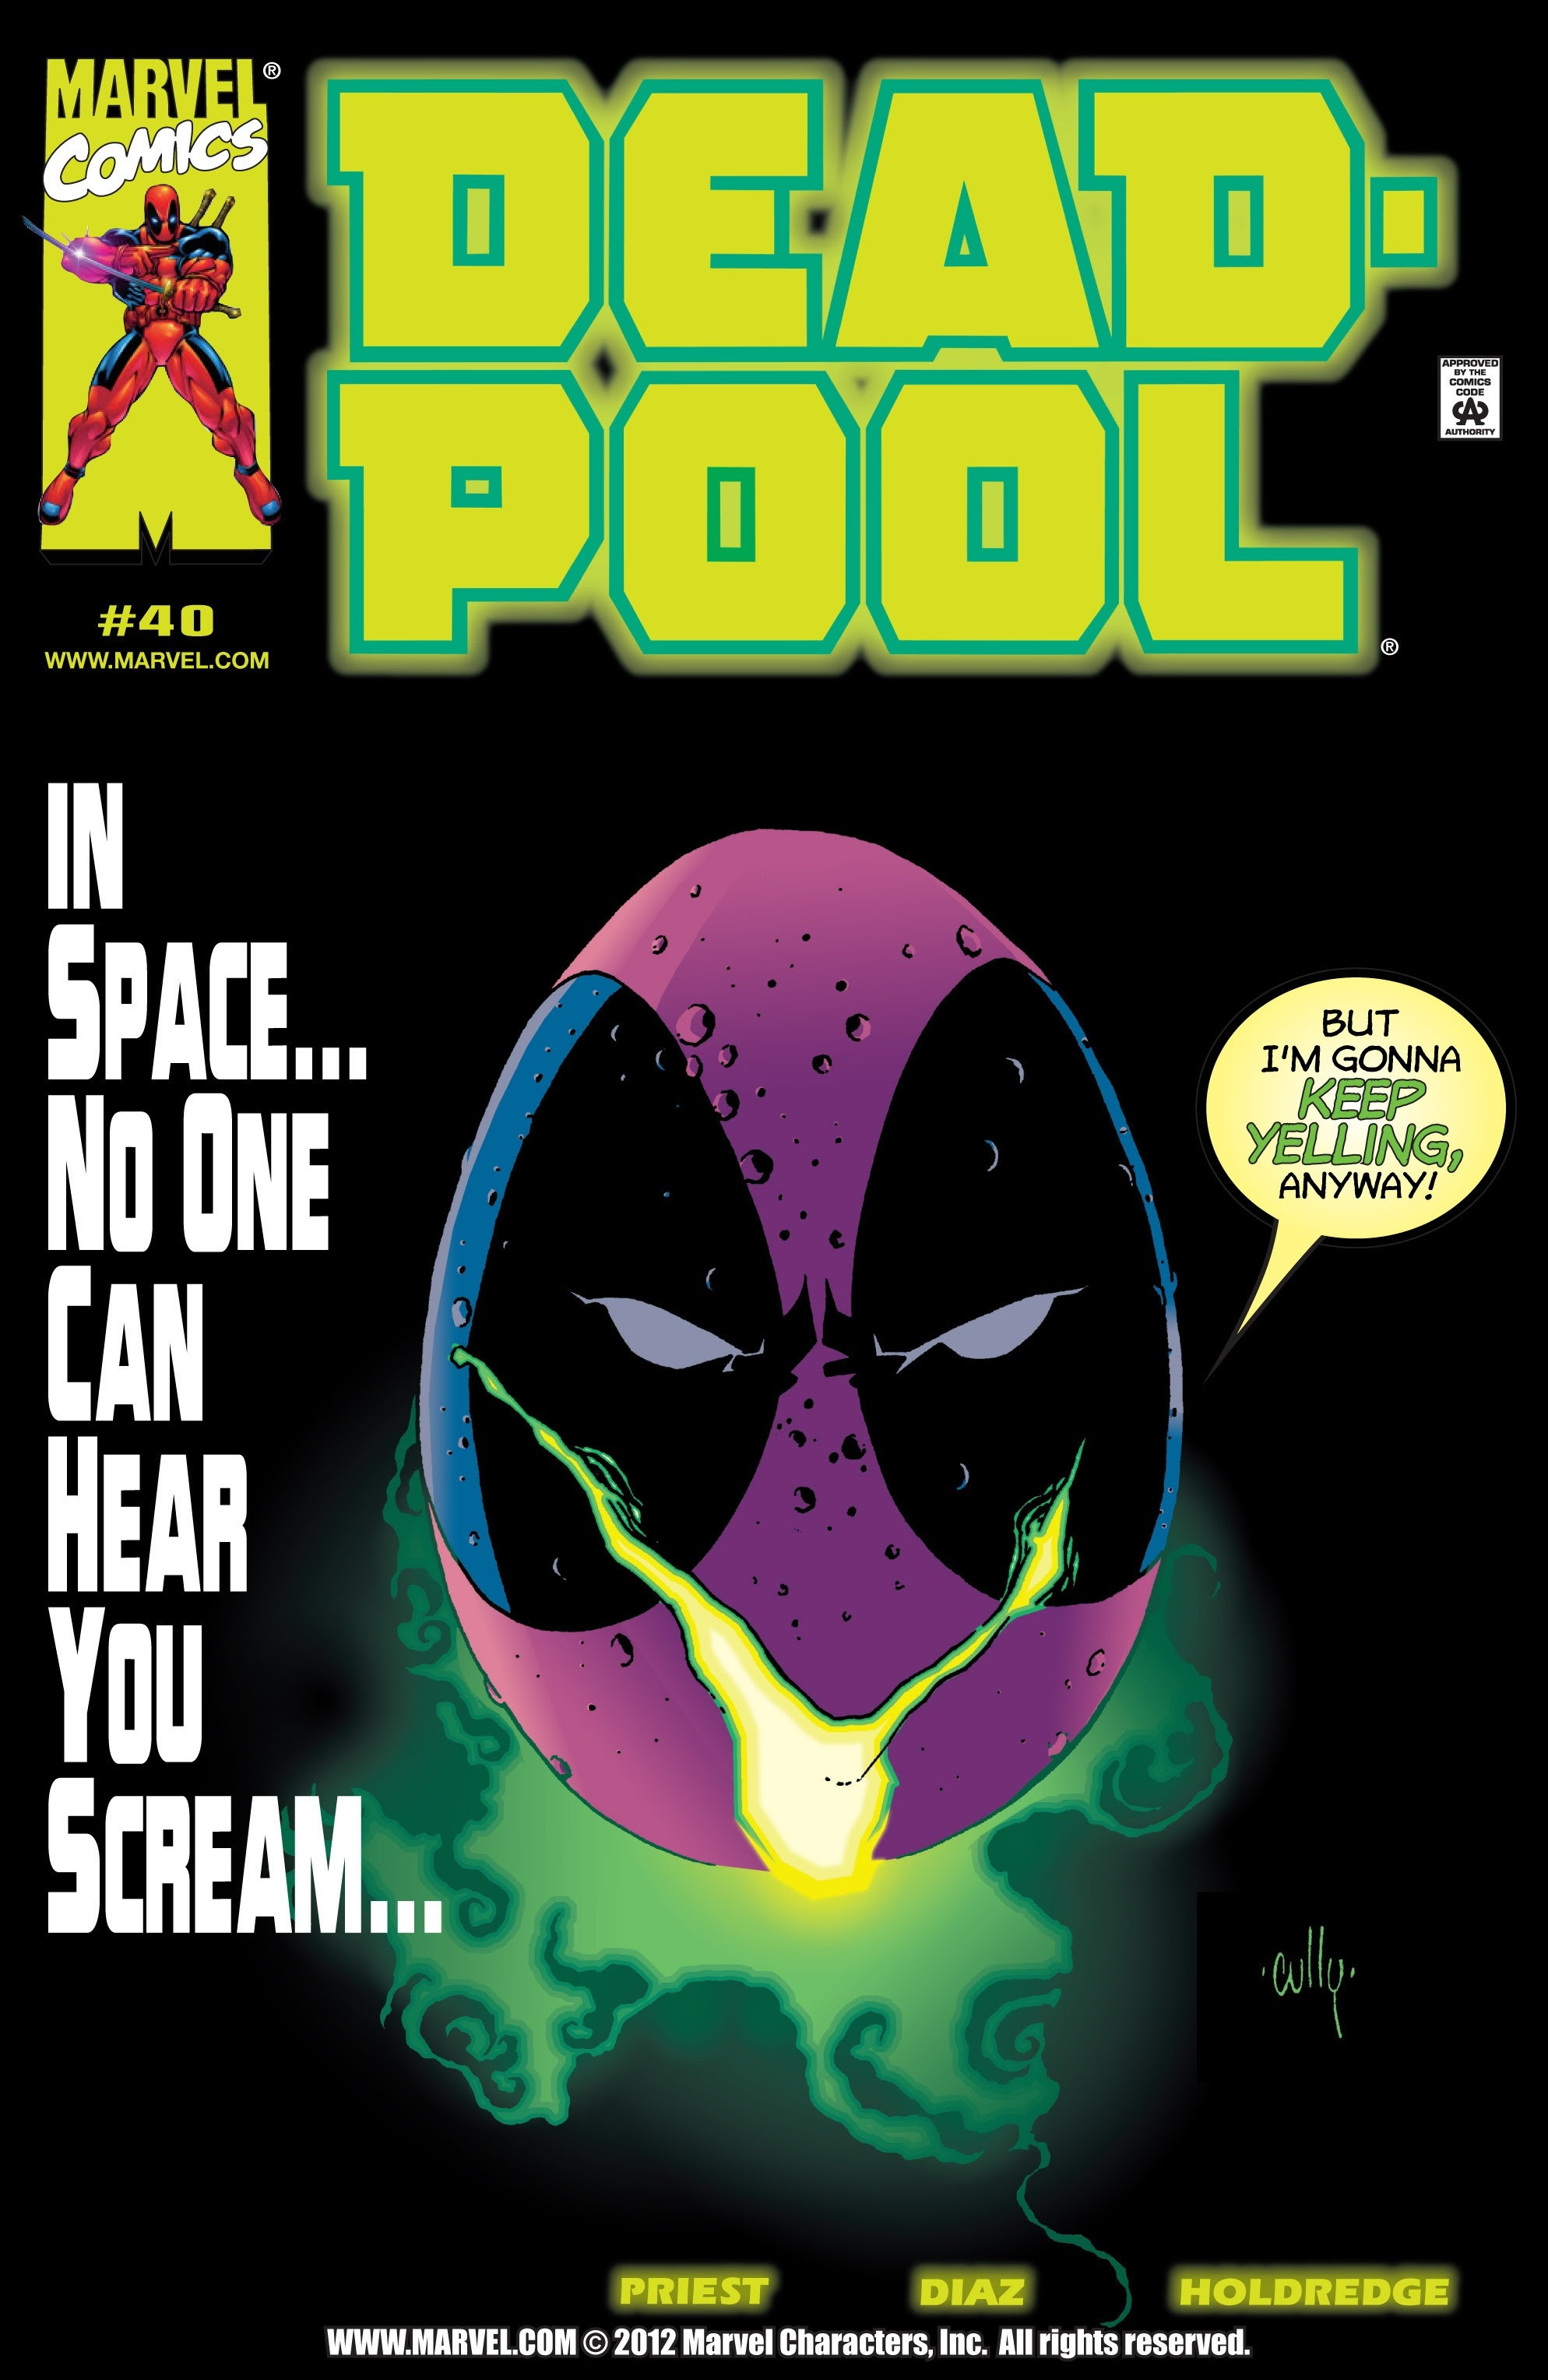 MARVEL®
COMICS
DEAD-
POOL®
APPROVED
BY THE
COMICS
CODE
CA
AUTHORITY
M
#40
WWW.MARVEL.COM
IN
SPACE...
NO ONE
CAN
HEAR
YOU
SCREAM...
BUT
I'M GONNA
KEEP
YELLING,
ANYWAY!
·cully·
PRIEST DIAZ HOLDREDGE
WWW.MARVEL.COM © 2012 Marvel Characters, Inc. All rights reserved.